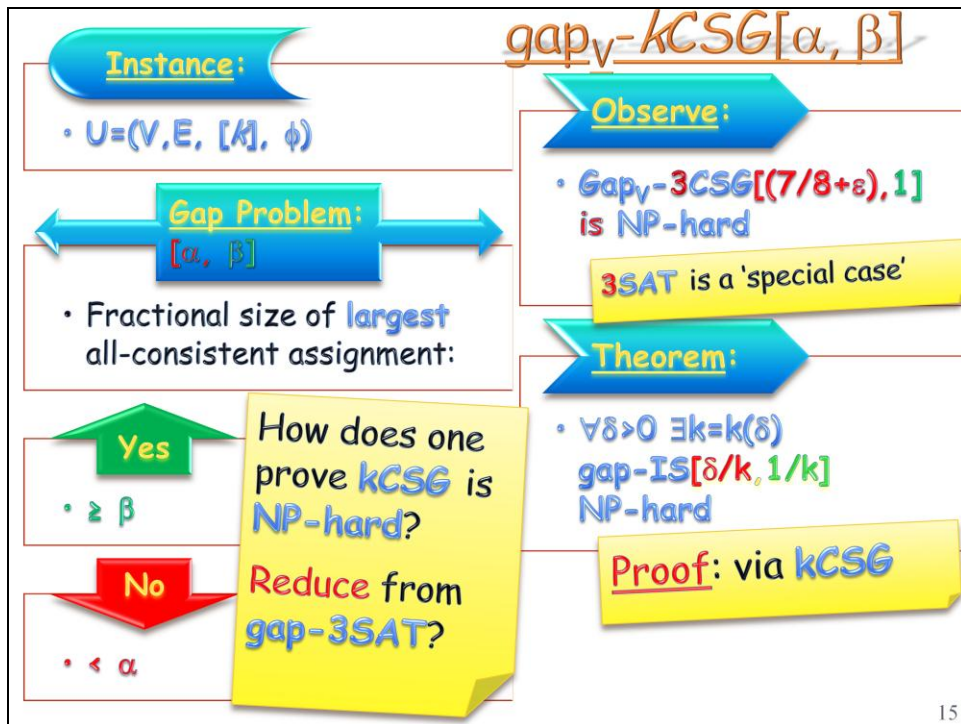 gap_V-kCSG[α, β]
Instance:
• U=(V,E, [k], ϕ)
Gap Problem:
[α, β]
• Fractional size of largest
all-consistent assignment:
Yes
• ≥ β
No
• < α
How does one
prove kCSG is
NP-hard?
Reduce from
gap-3SAT?
Observe:
• Gap_V-3CSG[(7/8+ε),1]
is NP-hard
3SAT is a ‘special case’
Theorem:
• ∀δ>0 ∃k=k(δ)
gap-IS[δ/k,1/k]
NP-hard
Proof: via kCSG
15